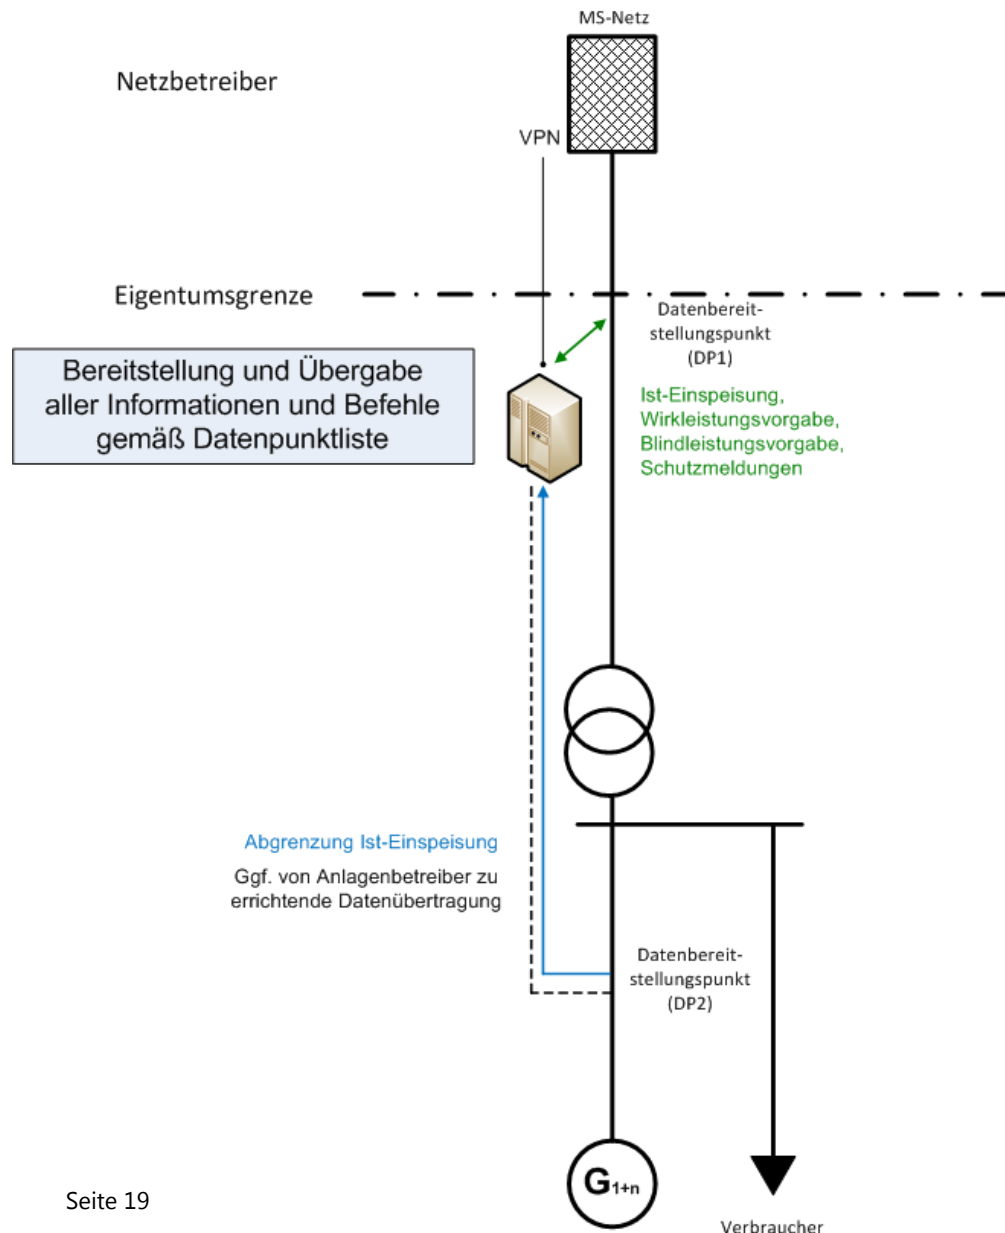 MS-Netz
Netzbetreiber
VPN
Eigentumsgrenze
Datenbereit-
stellungspunkt
(DP1)
Bereitstellung und Übergabe
aller Informationen und Befehle
gemäß Datenpunktliste
Ist-Einspeisung,
Wirkleistungsvorgabe,
Blindleistungsvorgabe,
Schutzmeldungen
Abgrenzung Ist-Einspeisung
Ggf. von Anlagenbetreiber zu
errichtende Datenübertragung
Datenbereit-
stellungspunkt
(DP2)
G1+n
Seite 19
Verbraucher